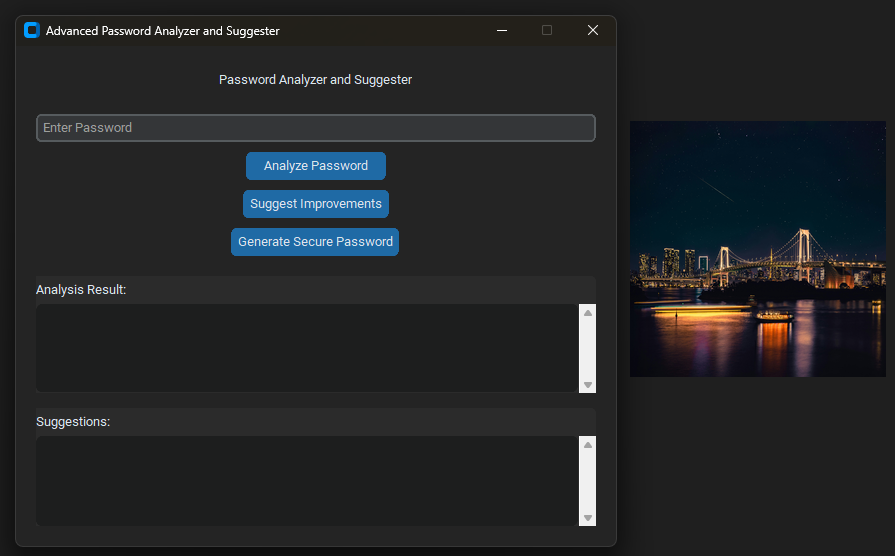 Advanced Password Analyzer and Suggester
Password Analyzer and Suggester
Enter Password
Analyze Password
Suggest Improvements
Generate Secure Password
Analysis Result:
Suggestions: